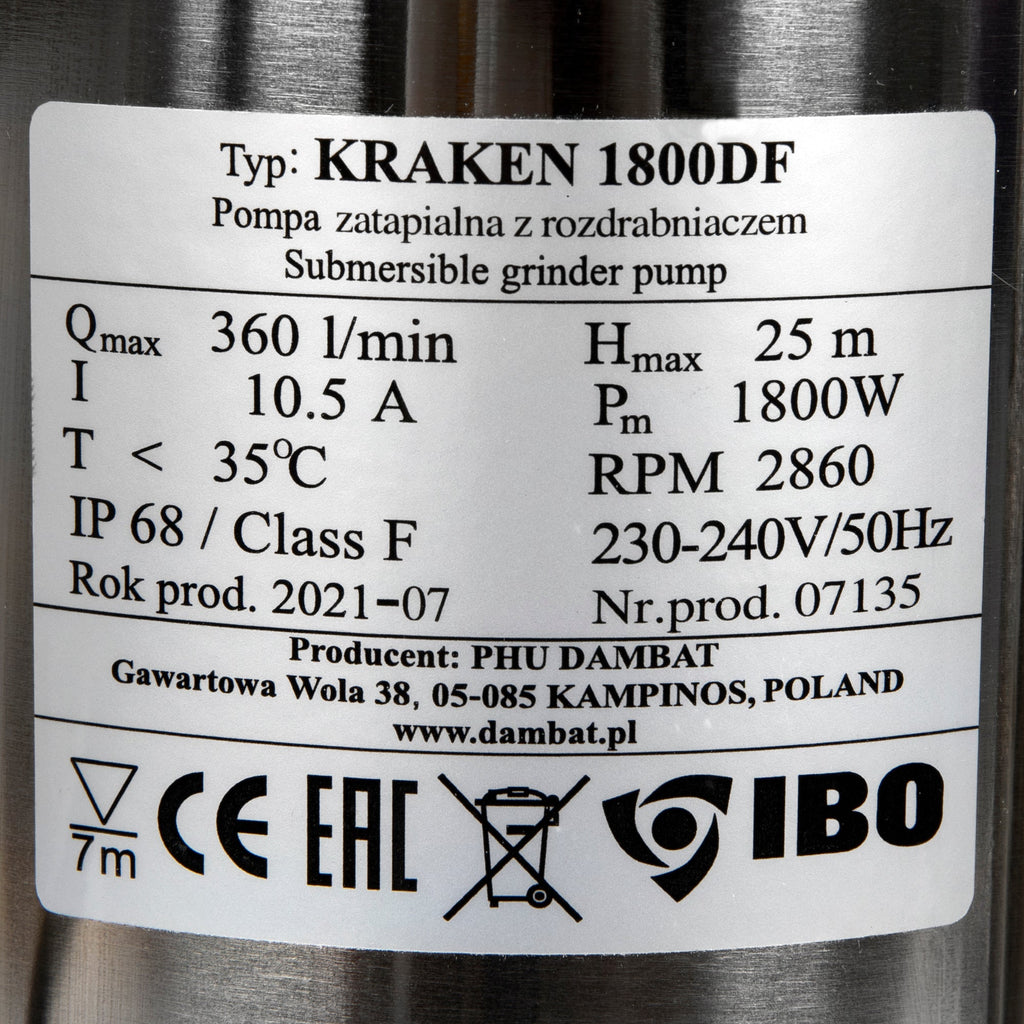 Typ: KRAKEN 1800DF
Pompa zatapialna z rozdrabniaczem
Submersible grinder pump
Qmax 360 l/min Hmax 25 m
I 10.5 A Pm 1800W
T < 35°C RPM 2860
IP 68 / Class F 230-240V/50Hz
Rok prod. 2021-07 Nr.prod. 07135
Producent: PHU DAMBAT
Gawartowa Wola 38, 05-085 KAMPINOS, POLAND
www.dambat.pl
7m CE EAC IBO